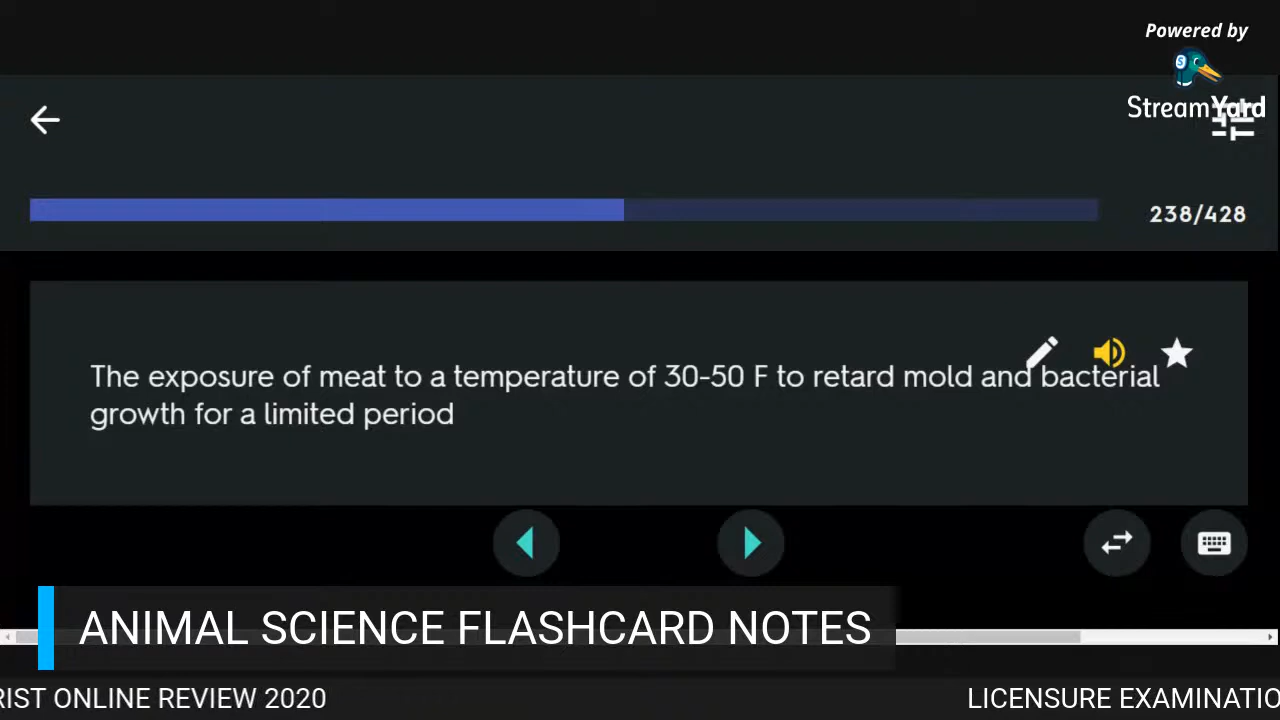 Powered by
StreamYard
238/428
The exposure of meat to a temperature of 30-50 F to retard mold and bacterial
growth for a limited period
ANIMAL SCIENCE FLASHCARD NOTES
RIST ONLINE REVIEW 2020
LICENSURE EXAMINATIO